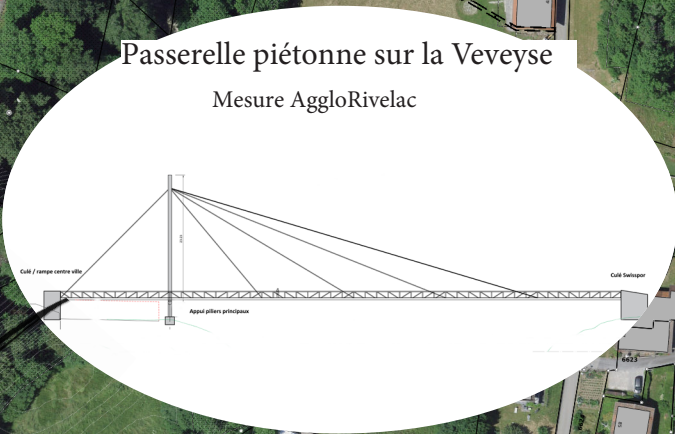 Passerelle piétonne sur la Veveyse
Mesure AggloRivelac
Culé / rampe centre ville
Culé Swisspor
Appui piliers principaux
6623